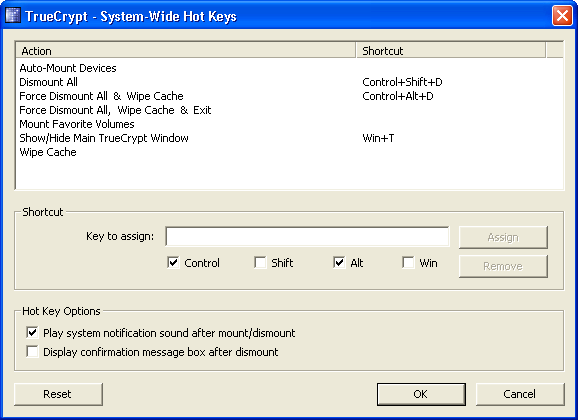 TrueCrypt - System-Wide Hot Keys
Action Shortcut
Auto-Mount Devices
Dismount All Control+Shift+D
Force Dismount All & Wipe Cache Control+Alt+D
Force Dismount All, Wipe Cache & Exit
Mount Favorite Volumes
Show/Hide Main TrueCrypt Window Win+T
Wipe Cache
Shortcut
Key to assign: Assign
Control Shift Alt Win Remove
Hot Key Options
Play system notification sound after mount/dismount
Display confirmation message box after dismount
Reset OK Cancel